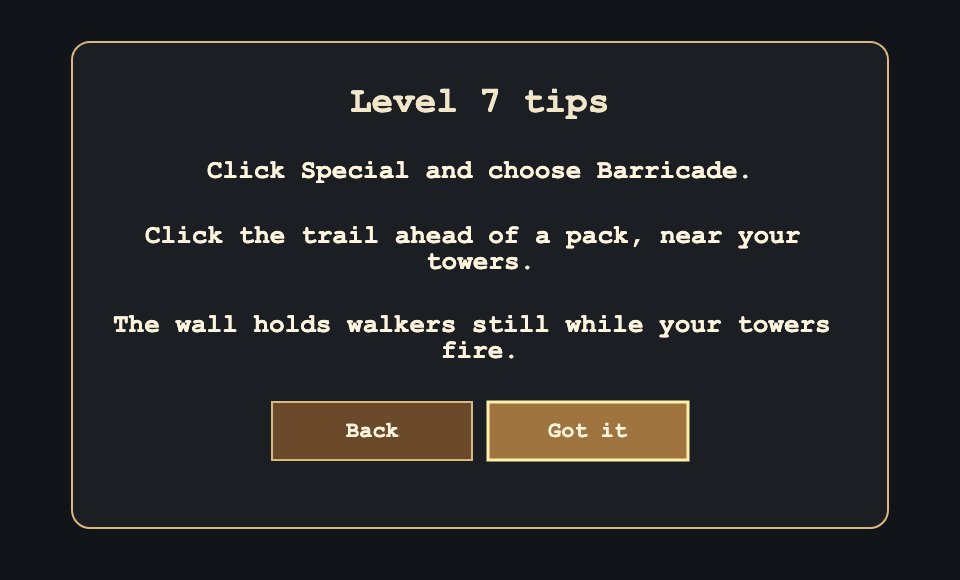 Level 7 tips
Click Special and choose Barricade.
Click the trail ahead of a pack, near your
towers.
The wall holds walkers still while your towers
fire.
Back
Got it